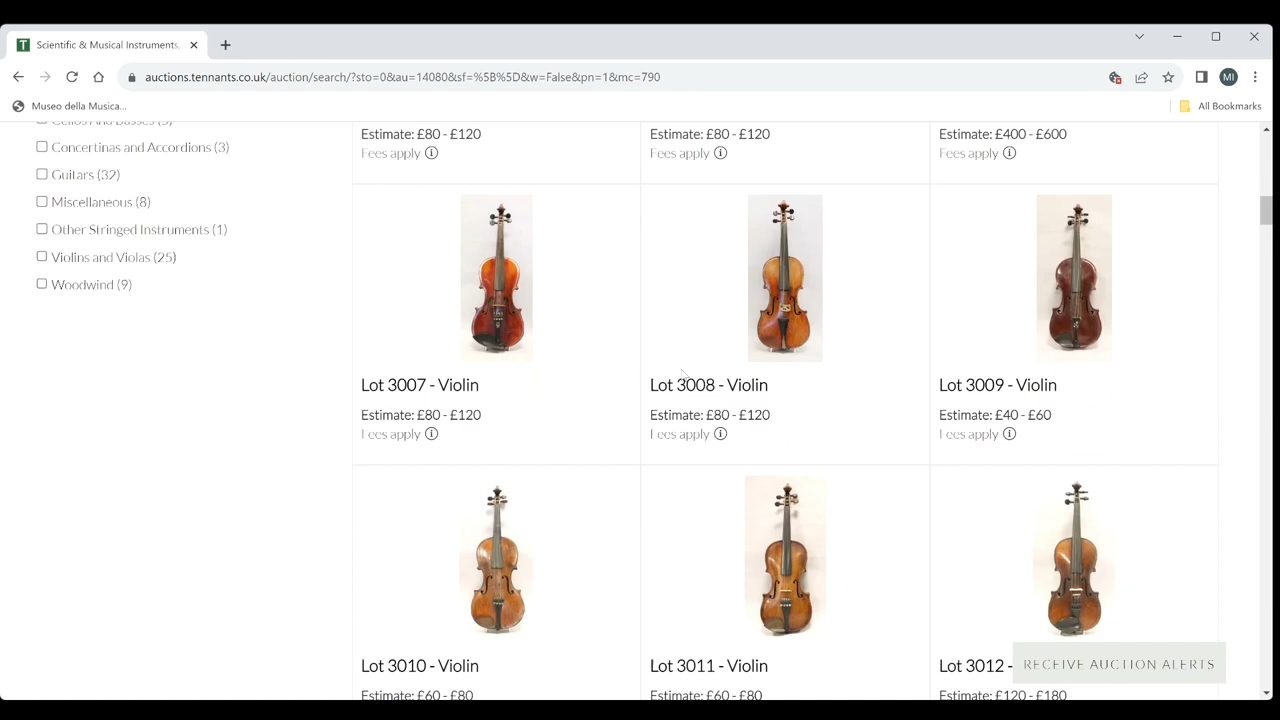 Scientific & Musical Instruments,
auctions.tennants.co.uk/auction/search/?sto=0&au=14080&sf=%5B%5D&w=False&pn=1&mc=790
MI
Museo della Musica...
All Bookmarks
Cellos And Basses (5)
Concertinas and Accordions (3)
Guitars (32)
Miscellaneous (8)
Other Stringed Instruments (1)
Violins and Violas (25)
Woodwind (9)
Estimate: £80 - £120
Fees apply
Estimate: £80 - £120
Fees apply
Estimate: £400 - £600
Fees apply
Lot 3007 - Violin
Estimate: £80 - £120
Fees apply
Lot 3008 - Violin
Estimate: £80 - £120
Fees apply
Lot 3009 - Violin
Estimate: £40 - £60
Fees apply
Lot 3010 - Violin
Estimate: £60 - £80
Lot 3011 - Violin
Estimate: £60 - £80
Lot 3012 -
Estimate: £120 - £180
RECEIVE AUCTION ALERTS